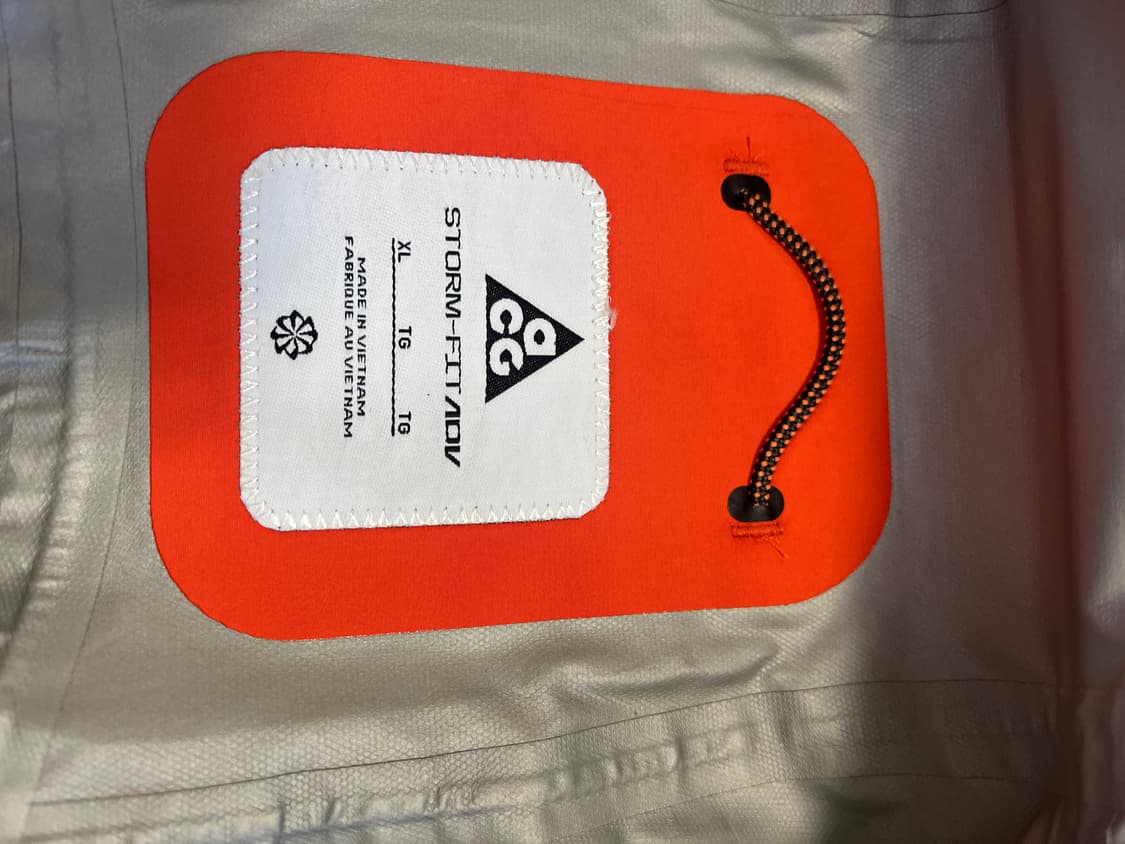 aCG
STORM-FIT ADV
XL TG TG
MADE IN VIETNAM
FABRIQUE AU VIETNAM